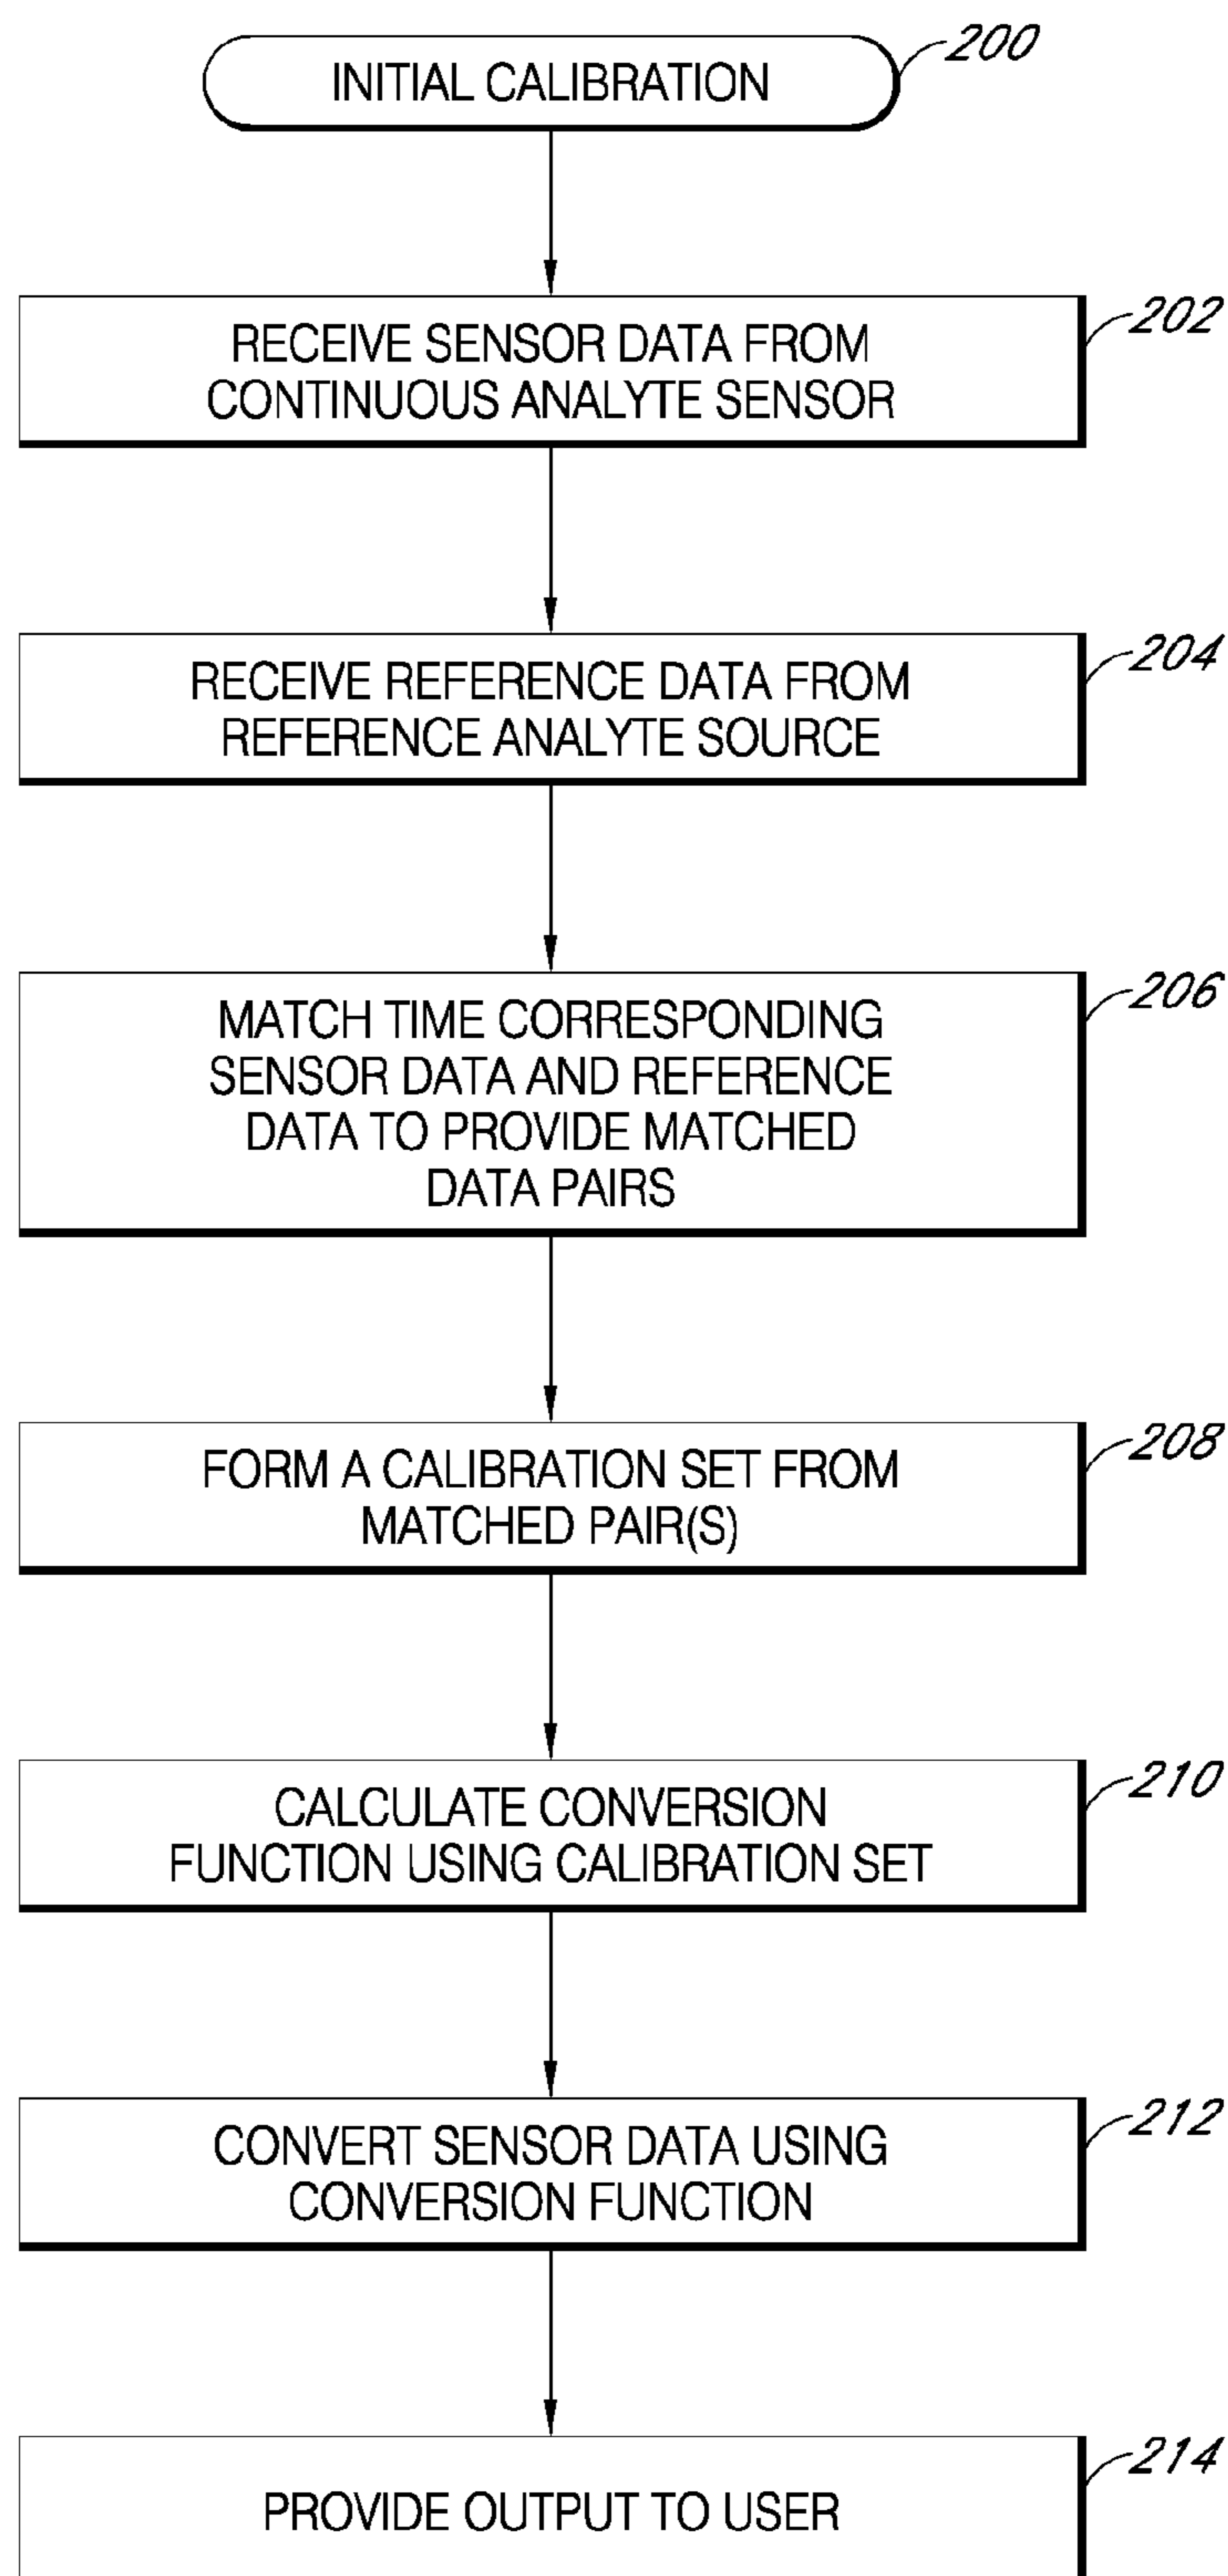 INITIAL CALIBRATION
200
RECEIVE SENSOR DATA FROM
CONTINUOUS ANALYTE SENSOR
202
RECEIVE REFERENCE DATA FROM
REFERENCE ANALYTE SOURCE
204
MATCH TIME CORRESPONDING
SENSOR DATA AND REFERENCE
DATA TO PROVIDE MATCHED
DATA PAIRS
206
FORM A CALIBRATION SET FROM
MATCHED PAIR(S)
208
CALCULATE CONVERSION
FUNCTION USING CALIBRATION SET
210
CONVERT SENSOR DATA USING
CONVERSION FUNCTION
212
PROVIDE OUTPUT TO USER
214